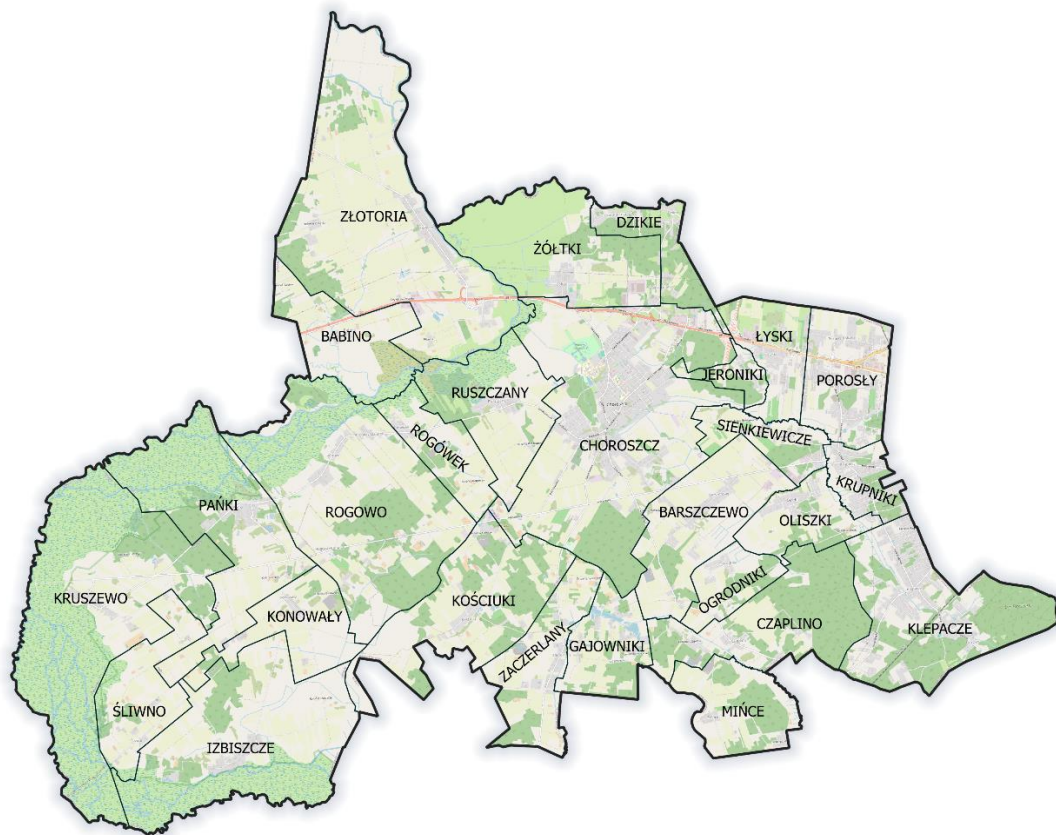 ZŁOTORIA
DZIKIE
ŻÓŁTKI
BABINO
ŁYSKI
JERONIKI
POROSŁY
RUSZCZANY
ROGÓWEK
CHOROSZCZ
SIENKIEWICZE
KRUPNIKI
PAŃKI
ROGOWO
BARSZCZEWO
OLISZKI
KRUSZEWO
KONOWAŁY
KOŚCIUKI
OGRODNIKI
CZAPLINO
KLEPACZE
ZACZERLANY
GAJOWNIKI
ŚLIWNO
MIŃCE
IZBISZCZE